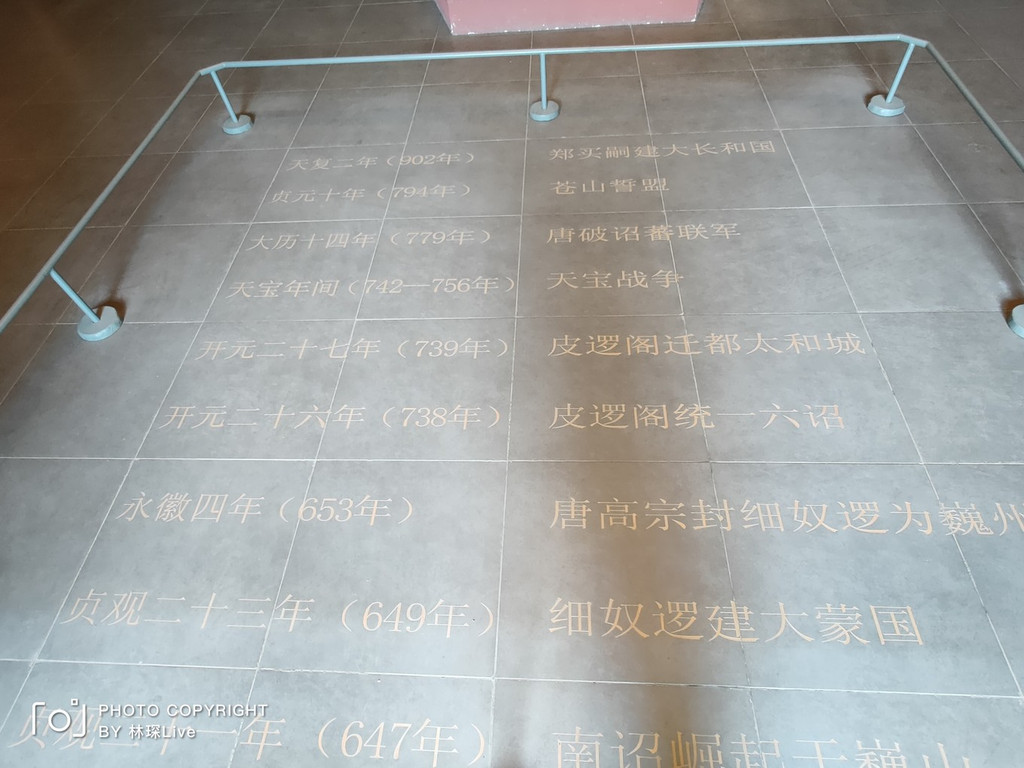 天复二年（902年） 郑买嗣建大长和国
贞元十年（794年） 苍山誓盟
大历十四年（779年） 唐破诏蕃联军
天宝年间（742—756年） 天宝战争
开元二十七年（739年） 皮逻阁迁都太和城
开元二十六年（738年） 皮逻阁统一六诏
永徽四年（653年） 唐高宗封细奴逻为巍州
贞观二十三年（649年） 细奴逻建大蒙国
贞观二十一年（647年） 南诏崛起于巍山
PHOTO COPYRIGHT
BY 林琛Live